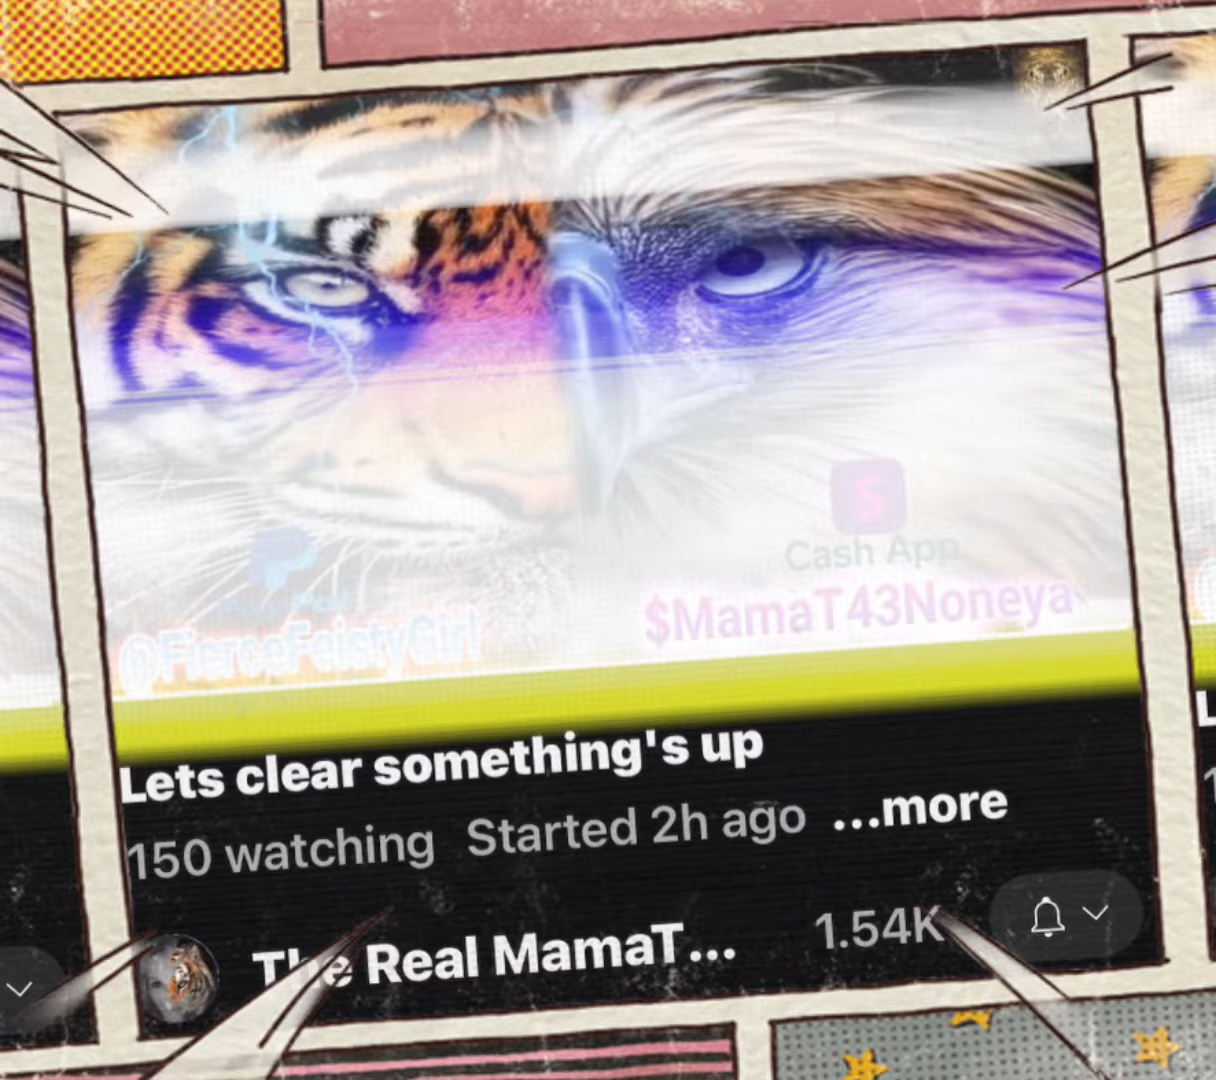 Cash App
$MamaT43Noneya
@FierceFeistyGirl
Lets clear something's up
150 watching Started 2h ago ...more
The Real MamaT... 1.54K